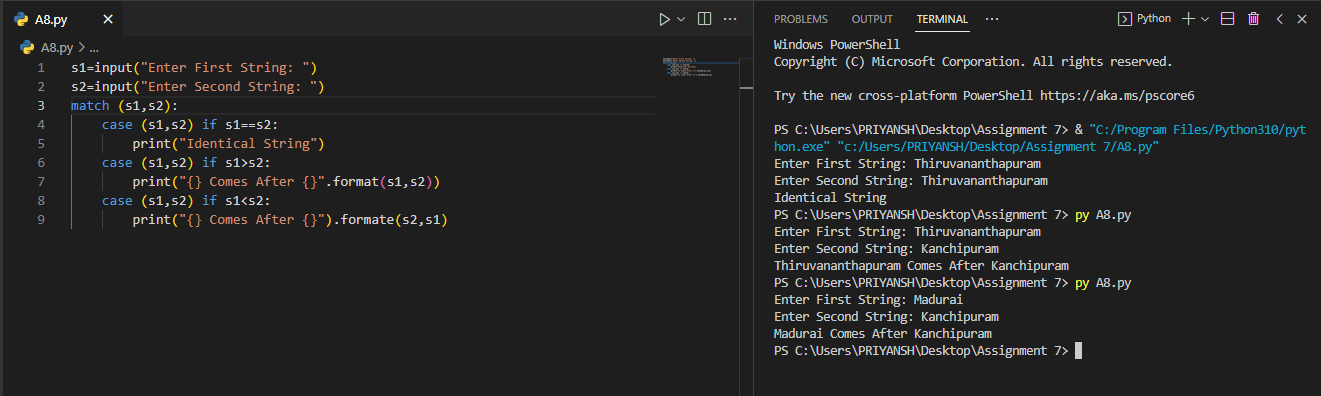 A8.py
A8.py > ...
1 s1=input("Enter First String: ")
2 s2=input("Enter Second String: ")
3 match (s1,s2):
4     case (s1,s2) if s1==s2:
5         print("Identical String")
6     case (s1,s2) if s1>s2:
7         print("{} Comes After {}".format(s1,s2))
8     case (s1,s2) if s1<s2:
9         print("{} Comes After {}").formate(s2,s1)
PROBLEMS OUTPUT TERMINAL ... Python
Windows PowerShell
Copyright (C) Microsoft Corporation. All rights reserved.
Try the new cross-platform PowerShell https://aka.ms/pscore6
PS C:\Users\PRIYANSH\Desktop\Assignment 7> & "C:/Program Files/Python310/pyt
hon.exe" "c:/Users/PRIYANSH/Desktop/Assignment 7/A8.py"
Enter First String: Thiruvananthapuram
Enter Second String: Thiruvananthapuram
Identical String
PS C:\Users\PRIYANSH\Desktop\Assignment 7> py A8.py
Enter First String: Thiruvananthapuram
Enter Second String: Kanchipuram
Thiruvananthapuram Comes After Kanchipuram
PS C:\Users\PRIYANSH\Desktop\Assignment 7> py A8.py
Enter First String: Madurai
Enter Second String: Kanchipuram
Madurai Comes After Kanchipuram
PS C:\Users\PRIYANSH\Desktop\Assignment 7>